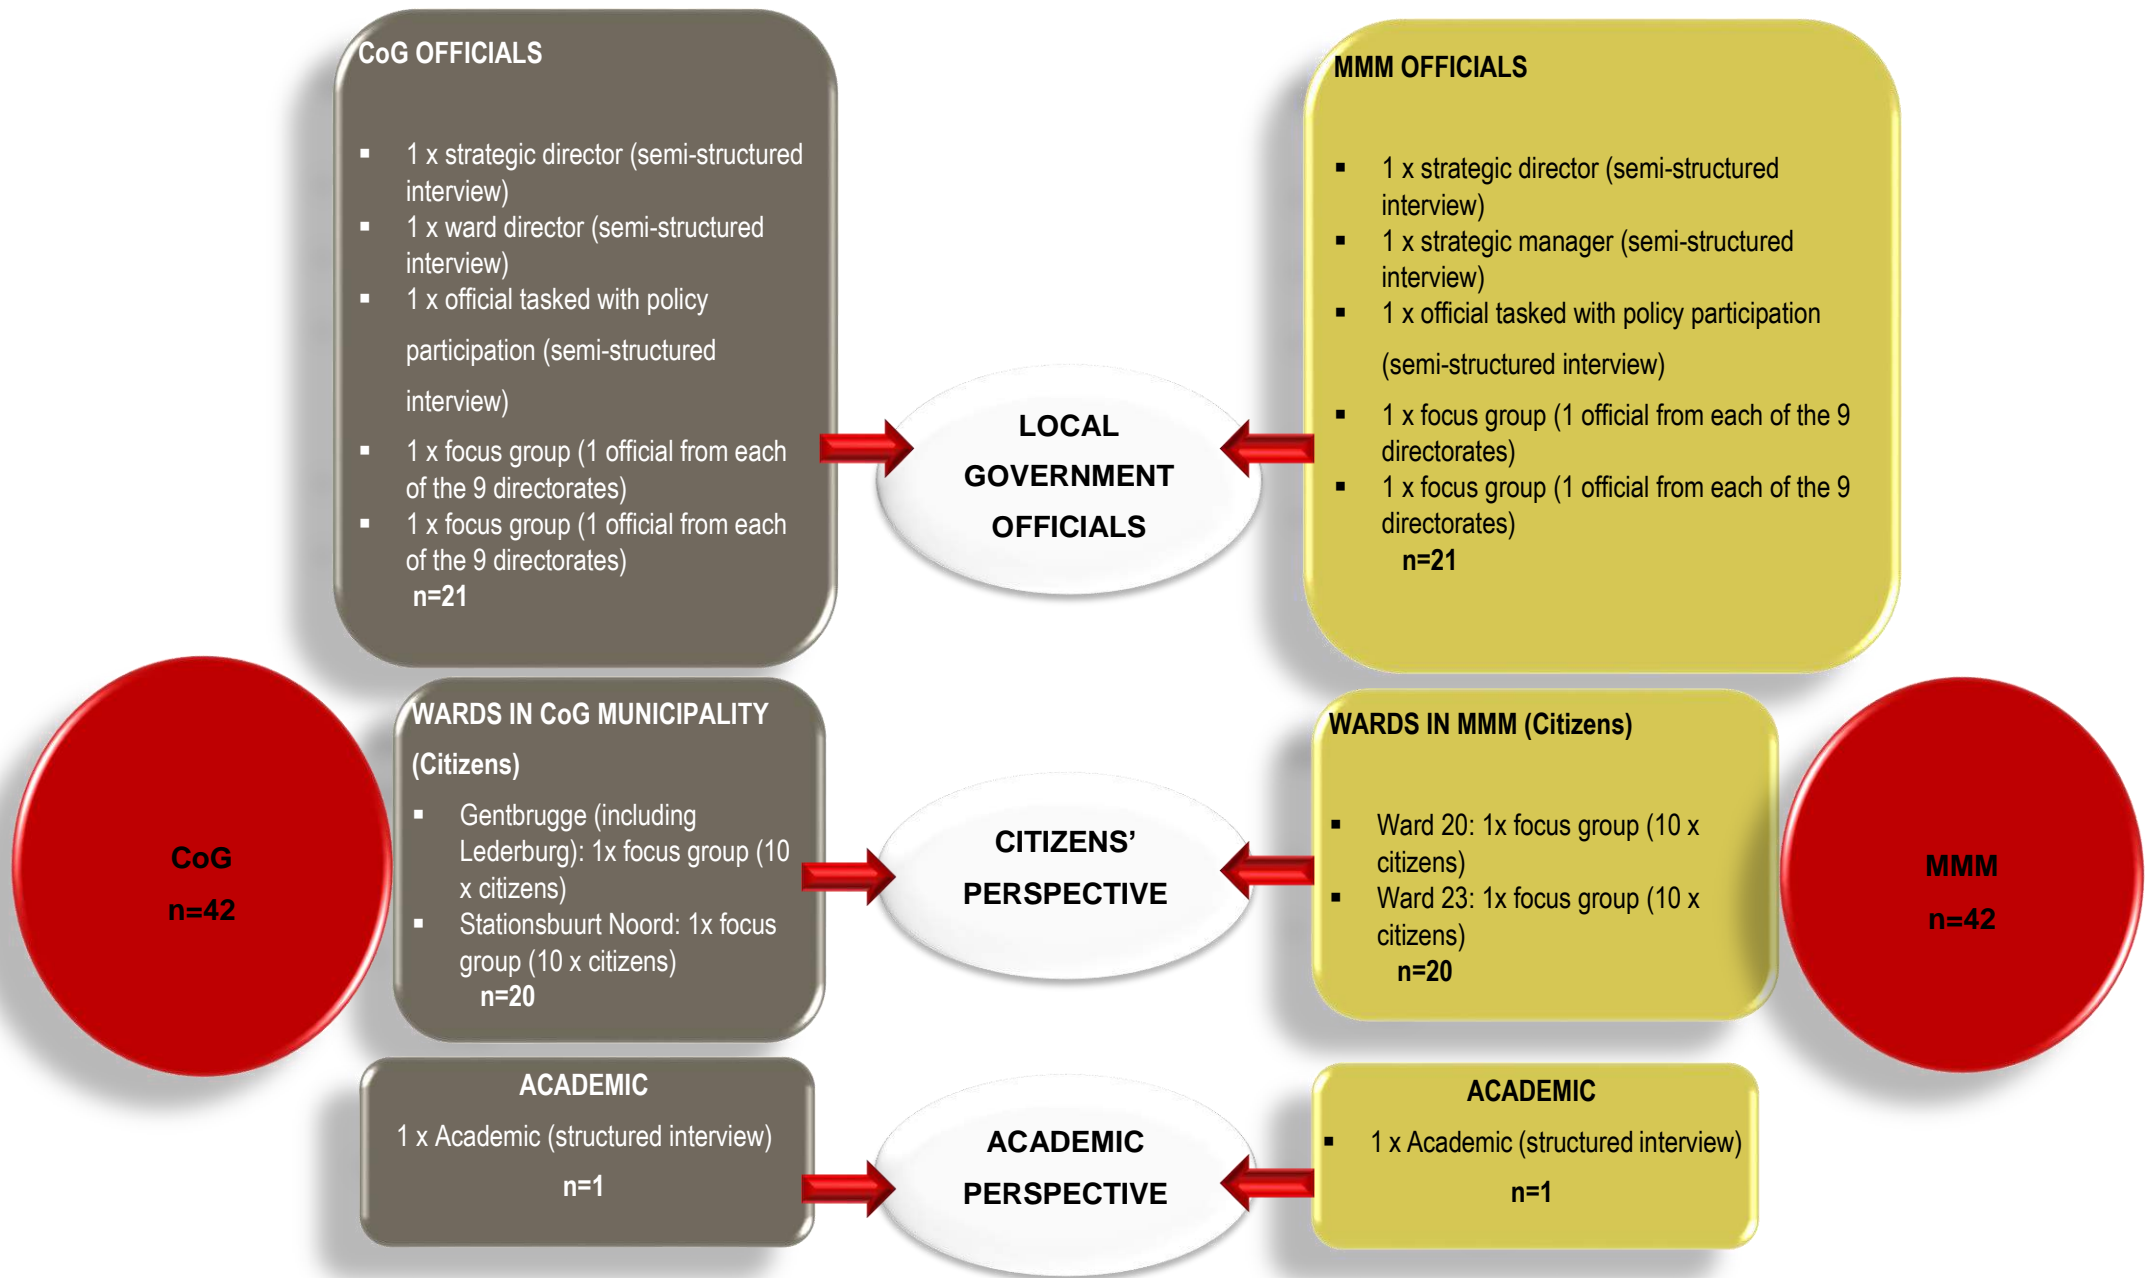 CoG OFFICIALS
▪ 1 x strategic director (semi-structured
interview)
▪ 1 x ward director (semi-structured
interview)
▪ 1 x official tasked with policy
participation (semi-structured
interview)
▪ 1 x focus group (1 official from each
of the 9 directorates)
▪ 1 x focus group (1 official from each
of the 9 directorates)
n=21
LOCAL
GOVERNMENT
OFFICIALS
MMM OFFICIALS
▪ 1 x strategic director (semi-structured
interview)
▪ 1 x strategic manager (semi-structured
interview)
▪ 1 x official tasked with policy participation
(semi-structured interview)
▪ 1 x focus group (1 official from each of the 9
directorates)
▪ 1 x focus group (1 official from each of the 9
directorates)
n=21
CoG
n=42
WARDS IN CoG MUNICIPALITY
(Citizens)
▪ Gentbrugge (including
Lederburg): 1x focus group (10
x citizens)
▪ Stationsbuurt Noord: 1x focus
group (10 x citizens)
n=20
CITIZENS’
PERSPECTIVE
WARDS IN MMM (Citizens)
▪ Ward 20: 1x focus group (10 x
citizens)
▪ Ward 23: 1x focus group (10 x
citizens)
n=20
MMM
n=42
ACADEMIC
1 x Academic (structured interview)
n=1
ACADEMIC
PERSPECTIVE
ACADEMIC
▪ 1 x Academic (structured interview)
n=1